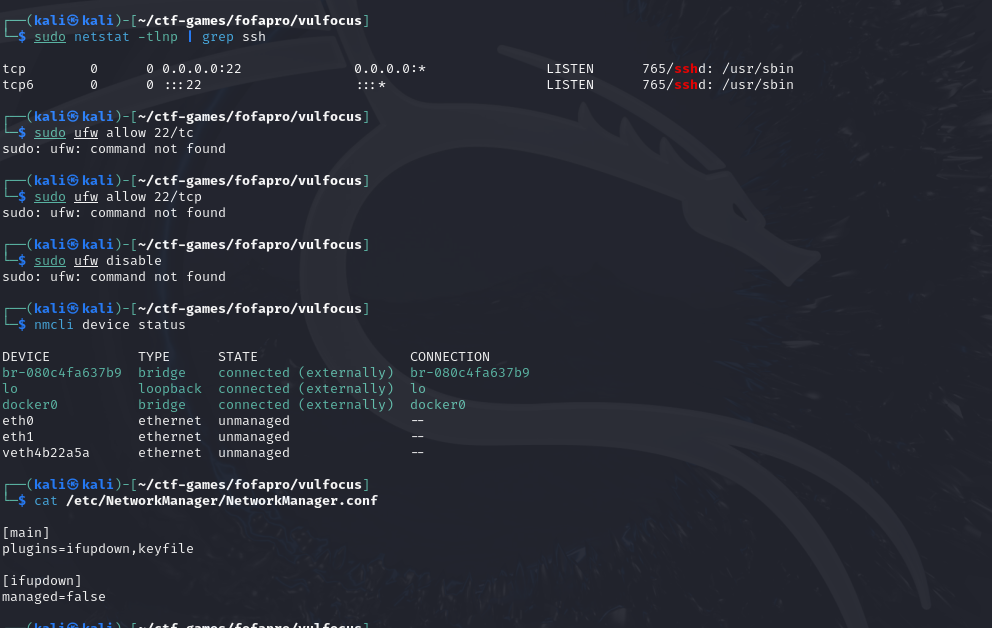 ┌──(kali㉿kali)-[~/ctf-games/fofapro/vulfocus]
└─$ sudo netstat -tlnp | grep ssh
tcp        0      0 0.0.0.0:22              0.0.0.0:*               LISTEN      765/sshd: /usr/sbin
tcp6       0      0 :::22                   :::*                    LISTEN      765/sshd: /usr/sbin
┌──(kali㉿kali)-[~/ctf-games/fofapro/vulfocus]
└─$ sudo ufw allow 22/tc
sudo: ufw: command not found
┌──(kali㉿kali)-[~/ctf-games/fofapro/vulfocus]
└─$ sudo ufw allow 22/tcp
sudo: ufw: command not found
┌──(kali㉿kali)-[~/ctf-games/fofapro/vulfocus]
└─$ sudo ufw disable
sudo: ufw: command not found
┌──(kali㉿kali)-[~/ctf-games/fofapro/vulfocus]
└─$ nmcli device status
DEVICE           TYPE      STATE                   CONNECTION
br-080c4fa637b9  bridge    connected (externally)  br-080c4fa637b9
lo               loopback  connected (externally)  lo
docker0          bridge    connected (externally)  docker0
eth0             ethernet  unmanaged               --
eth1             ethernet  unmanaged               --
veth4b22a5a      ethernet  unmanaged               --
┌──(kali㉿kali)-[~/ctf-games/fofapro/vulfocus]
└─$ cat /etc/NetworkManager/NetworkManager.conf
[main]
plugins=ifupdown,keyfile
[ifupdown]
managed=false
┌──(kali㉿kali)-[~/ctf-games/fofapro/vulfocus]